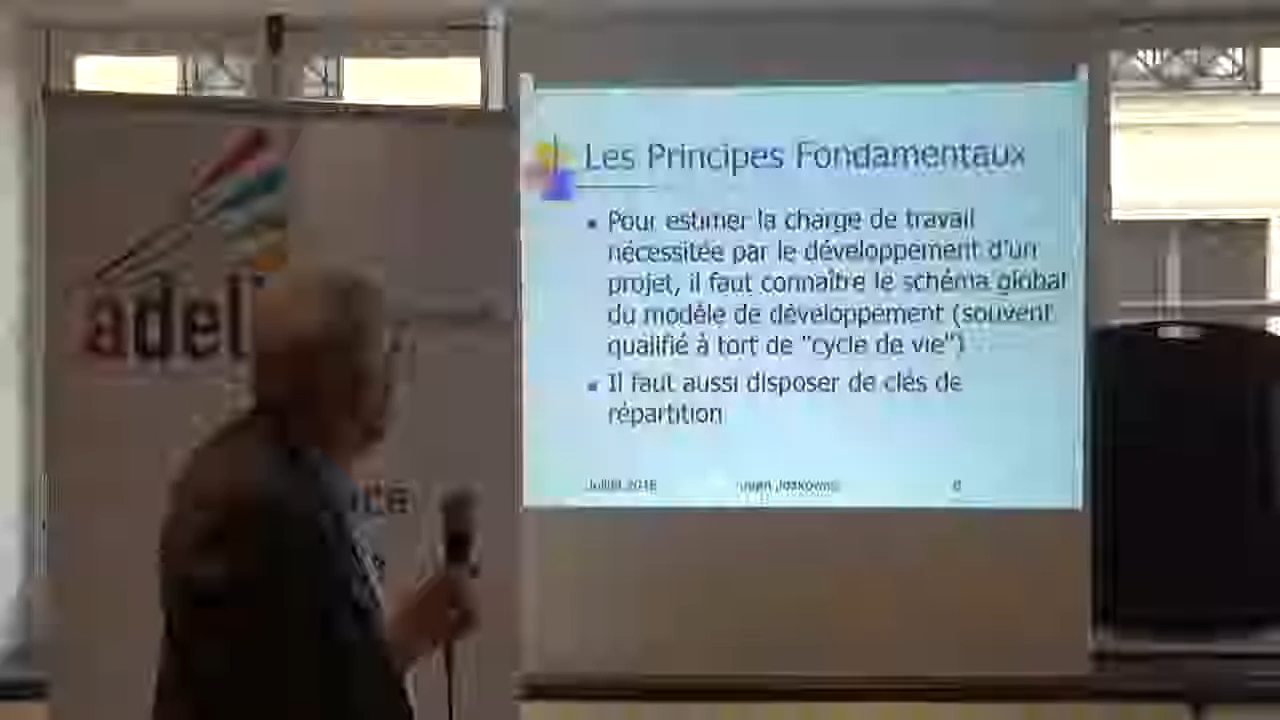 adeli
Les Principes Fondamentaux
Pour estimer la charge de travail
nécessitée par le développement d'un
projet, il faut connaître le schéma global
du modèle de développement (souvent
qualifié à tort de "cycle de vie")
Il faut aussi disposer de clés de
répartition